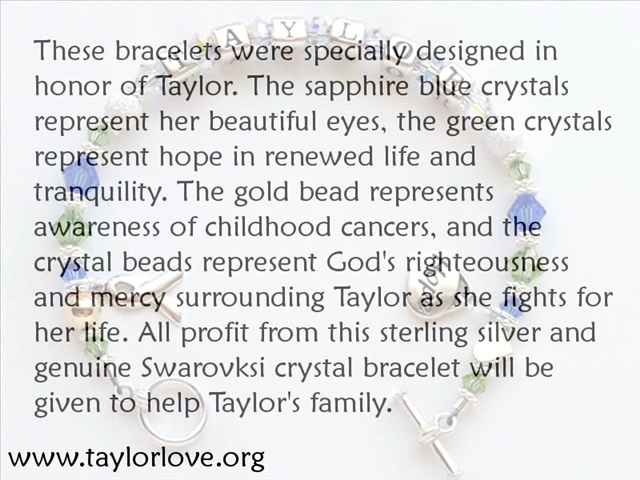 TAYLOR
These bracelets were specially designed in
honor of Taylor. The sapphire blue crystals
represent her beautiful eyes, the green crystals
represent hope in renewed life and
tranquility. The gold bead represents
awareness of childhood cancers, and the
crystal beads represent God's righteousness
and mercy surrounding Taylor as she fights for
her life. All profit from this sterling silver and
genuine Swarovksi crystal bracelet will be
given to help Taylor's family.
www.taylorlove.org